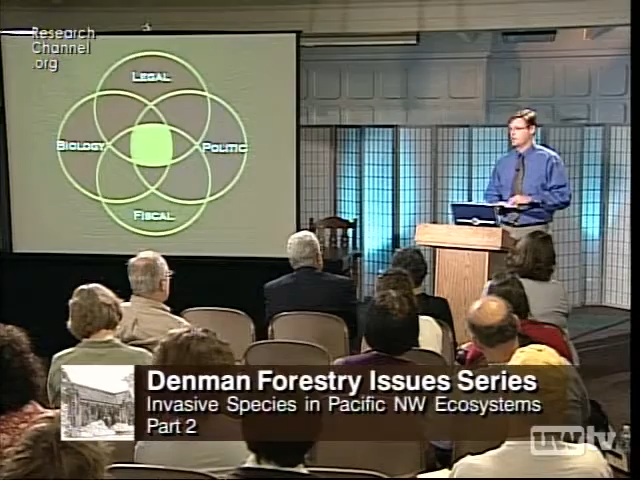 Research
Channel
.org
LEGAL
BIOLOGY
POLITIC
FISCAL
Denman Forestry Issues Series
Invasive Species in Pacific NW Ecosystems
Part 2
UWtv